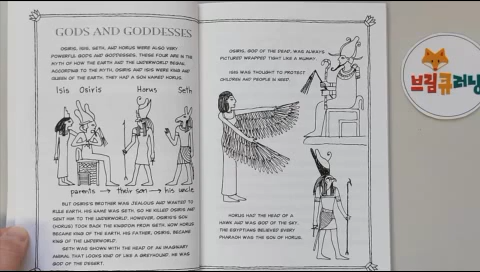 GODS AND GODDESSES
OSIRIS, ISIS, SETH, AND HORUS WERE ALSO VERY
POWERFUL GODS AND GODDESSES. THESE FOUR ARE IN THE
MYTH OF HOW THE EARTH AND THE UNDERWORLD BEGAN.
ACCORDING TO THE MYTH, OSIRIS AND ISIS WERE KING AND
QUEEN OF THE EARTH. THEY HAD A SON NAMED HORUS.
Isis Osiris Horus Seth
parents → their son → his uncle
BUT OSIRIS'S BROTHER WAS JEALOUS AND WANTED TO
RULE EARTH. HIS NAME WAS SETH. SO HE KILLED OSIRIS AND
SENT HIM TO THE UNDERWORLD. HOWEVER, OSIRIS'S SON
(HORUS) TOOK BACK THE KINGDOM FROM SETH. NOW HORUS
BECAME KING OF THE EARTH. HIS FATHER, OSIRIS, BECAME
KING OF THE UNDERWORLD.
SETH WAS SHOWN WITH THE HEAD OF AN IMAGINARY
ANIMAL THAT LOOKS KIND OF LIKE A GREYHOUND. HE WAS
GOD OF THE DESERT.
OSIRIS, GOD OF THE DEAD, WAS ALWAYS
PICTURED WRAPPED TIGHT LIKE A MUMMY.
ISIS WAS THOUGHT TO PROTECT
CHILDREN AND PEOPLE IN NEED.
HORUS HAD THE HEAD OF A
HAWK AND WAS GOD OF THE SKY.
THE EGYPTIANS BELIEVED EVERY
PHARAOH WAS THE SON OF HORUS.
브림큐러닝